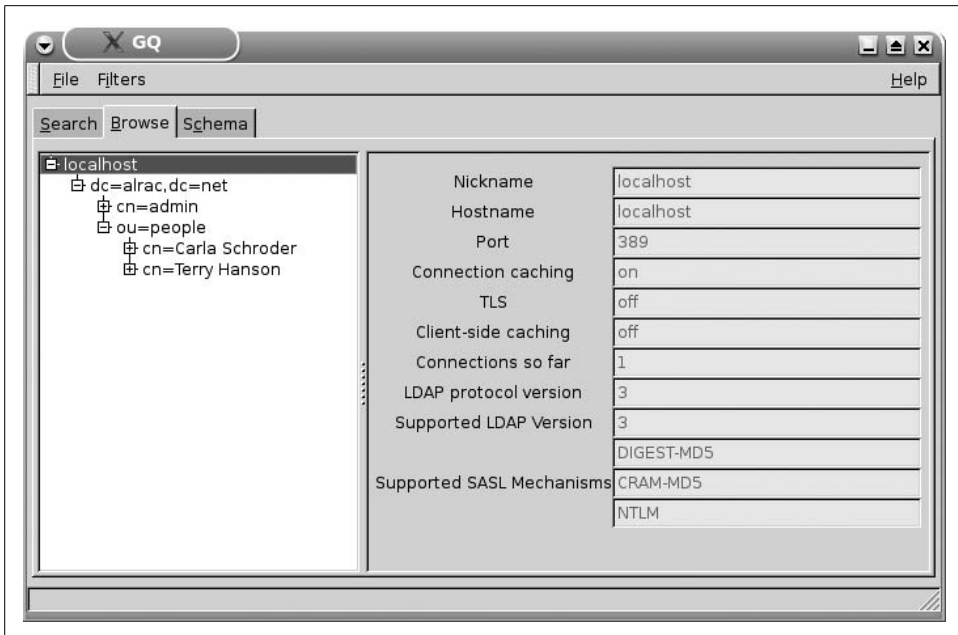 GQ
File Filters Help
Search Browse Schema
localhost
dc=alrac,dc=net
cn=admin
ou=people
cn=Carla Schroder
cn=Terry Hanson
Nickname localhost
Hostname localhost
Port 389
Connection caching on
TLS off
Client-side caching off
Connections so far 1
LDAP protocol version 3
Supported LDAP Version 3
DIGEST-MD5
Supported SASL Mechanisms CRAM-MD5
NTLM